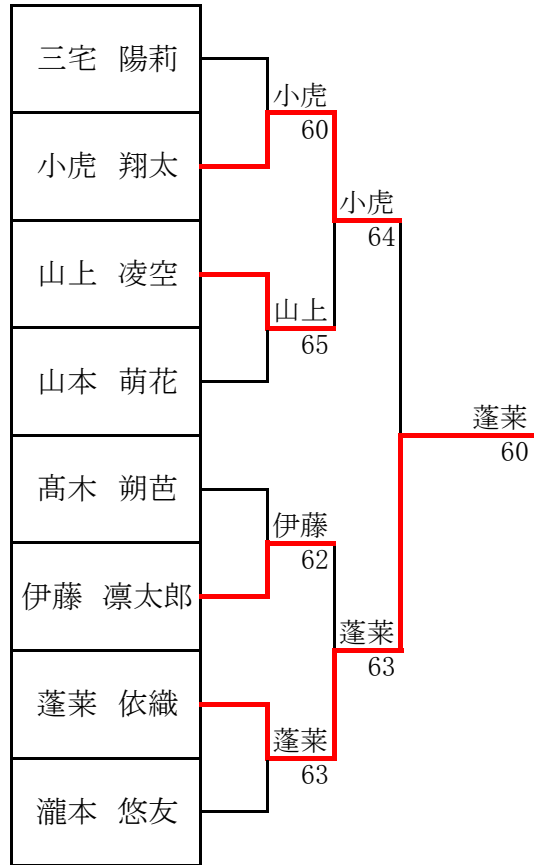 三宅 陽莉
小虎 翔太
山上 凌空
山本 萌花
髙木 朔芭
伊藤 凛太郎
蓬莱 依織
瀧本 悠友
小虎
60
山上
65
伊藤
62
蓬莱
63
小虎
64
蓬莱
63
蓬莱
60